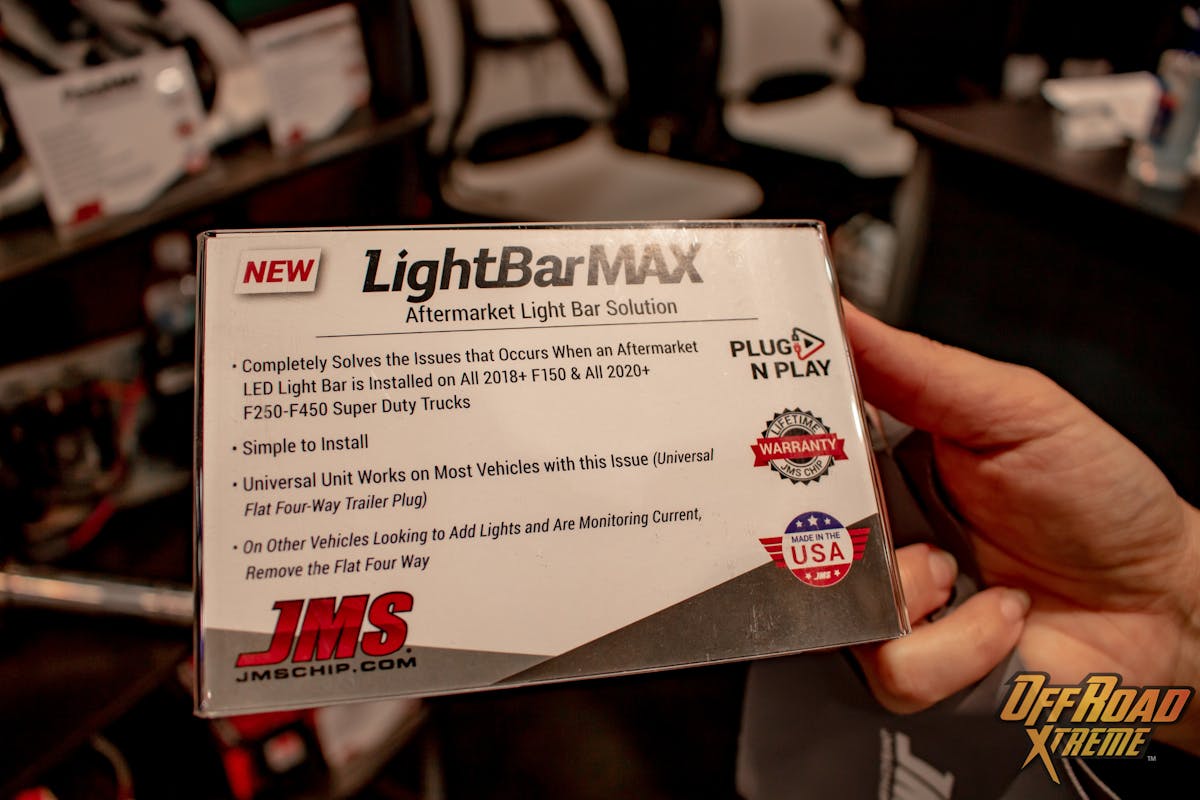 NEW
LightBarMAX
Aftermarket Light Bar Solution
• Completely Solves the Issues that Occurs When an Aftermarket
LED Light Bar is Installed on All 2018+ F150 & All 2020+
F250-F450 Super Duty Trucks
• Simple to Install
• Universal Unit Works on Most Vehicles with this Issue (Universal
Flat Four-Way Trailer Plug)
• On Other Vehicles Looking to Add Lights and Are Monitoring Current,
Remove the Flat Four Way
PLUG
N PLAY
LIFETIME
WARRANTY
JMS CHIP
MADE IN THE
USA
JMS
JMS
JMSCHIP.COM
OFFROAD
XTREME
TM